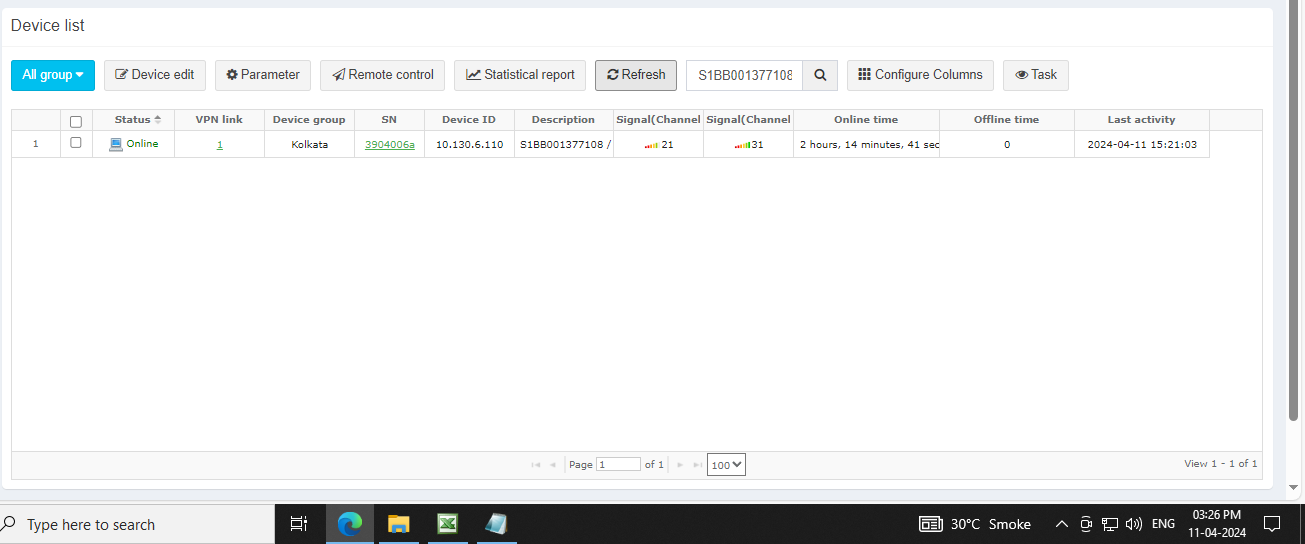 Device list
All group Device edit Parameter Remote control Statistical report Refresh S1BB001377108 Configure Columns Task
Status VPN link Device group SN Device ID Description Signal(Channel Signal(Channel Online time Offline time Last activity
1 Online 1 Kolkata 3904006a 10.130.6.110 S1BB001377108 / 21 31 2 hours, 14 minutes, 41 sec 0 2024-04-11 15:21:03
Page 1 of 1 100 View 1 - 1 of 1
Type here to search 30°C Smoke ENG 03:26 PM
11-04-2024